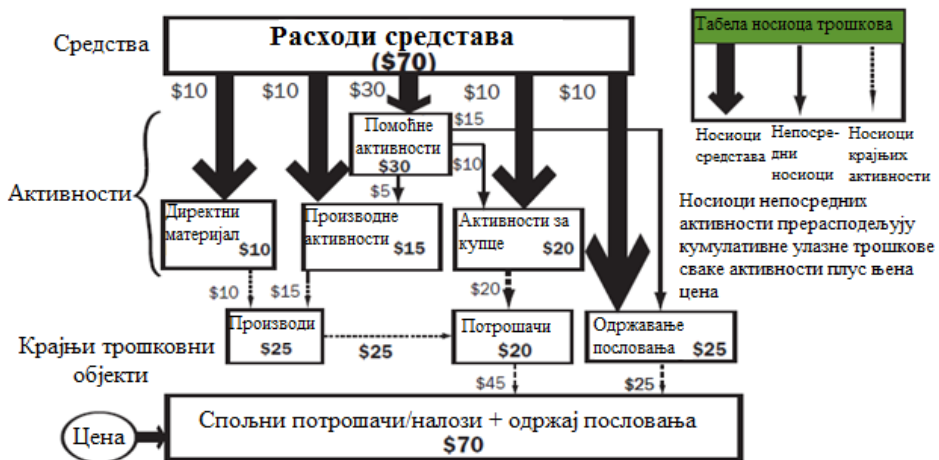 Средства
Расходи средстава
($70)
$10
$10
$30
$10
$10
Табела носиоца трошкова
Носиоци
средстава
Непосре-
дни
носиоци
Носиоци
крајњих
активности
Носиоци непосредних
активности прерасподељују
кумулативне улазне трошкове
сваке активности плус њена
цена
Активности
Помоћне
активности
$30
$15
$10
$5
Директни
материјал
$10
Производне
активности
$15
Активности за
купце
$20
$10
$15
$20
Крајњи трошковни
објекти
Производи
$25
$25
Потрошачи
$20
Одржавање
пословања
$25
$45
$25
Цена
Спољни потрошачи/налози + одржај пословања
$70